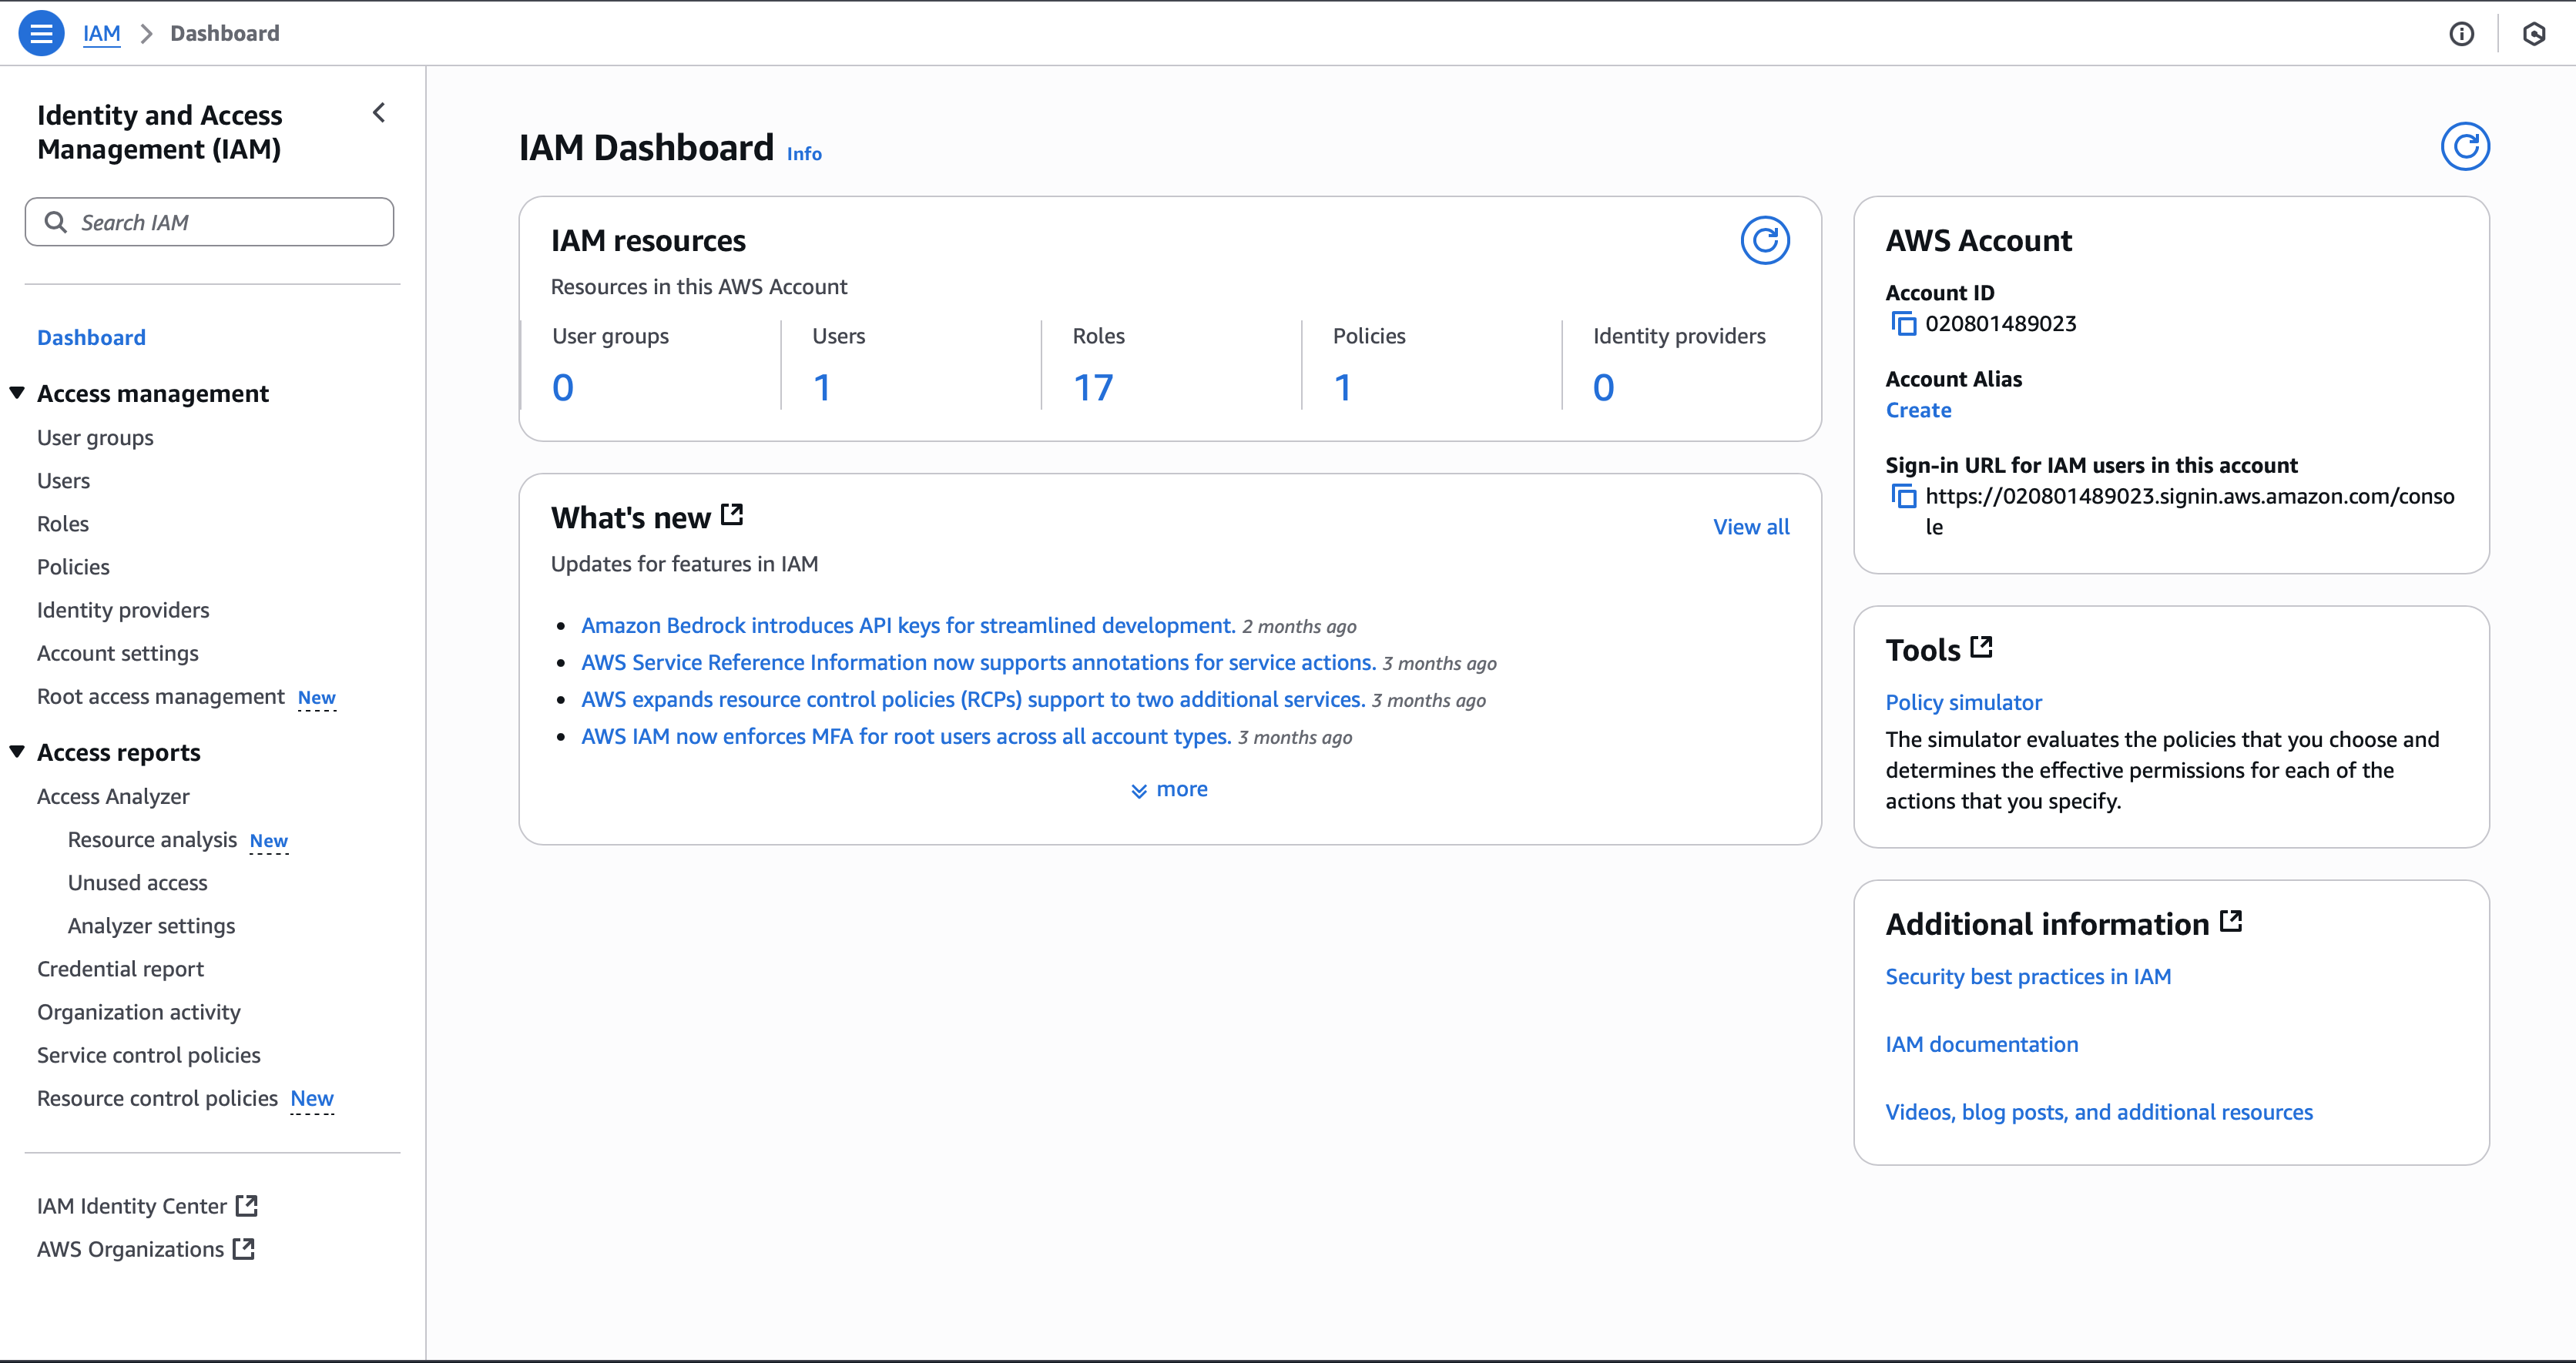 IAM > Dashboard
Identity and Access
Management (IAM)
Search IAM
Dashboard
Access management
User groups
Users
Roles
Policies
Identity providers
Account settings
Root access management New
Access reports
Access Analyzer
Resource analysis New
Unused access
Analyzer settings
Credential report
Organization activity
Service control policies
Resource control policies New
IAM Identity Center
AWS Organizations
IAM Dashboard Info
IAM resources
Resources in this AWS Account
User groups
0
Users
1
Roles
17
Policies
1
Identity providers
0
What's new
View all
Updates for features in IAM
• Amazon Bedrock introduces API keys for streamlined development. 2 months ago
• AWS Service Reference Information now supports annotations for service actions. 3 months ago
• AWS expands resource control policies (RCPs) support to two additional services. 3 months ago
• AWS IAM now enforces MFA for root users across all account types. 3 months ago
more
AWS Account
Account ID
020801489023
Account Alias
Create
Sign-in URL for IAM users in this account
https://020801489023.signin.aws.amazon.com/conso
le
Tools
Policy simulator
The simulator evaluates the policies that you choose and
determines the effective permissions for each of the
actions that you specify.
Additional information
Security best practices in IAM
IAM documentation
Videos, blog posts, and additional resources